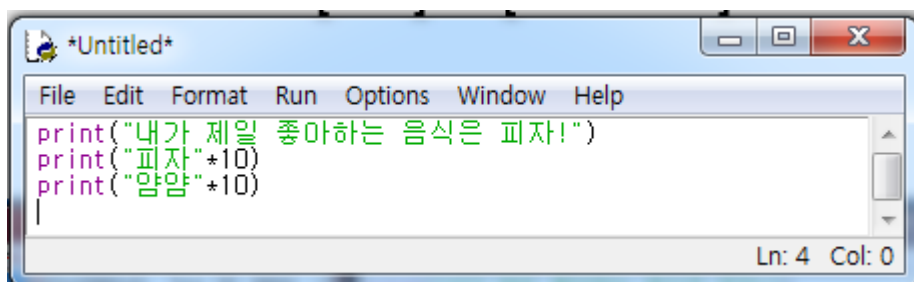 *Untitled*
File Edit Format Run Options Window Help
print("내가 제일 좋아하는 음식은 피자!")
print("피자"*10)
print("얌얌"*10)
Ln: 4 Col: 0